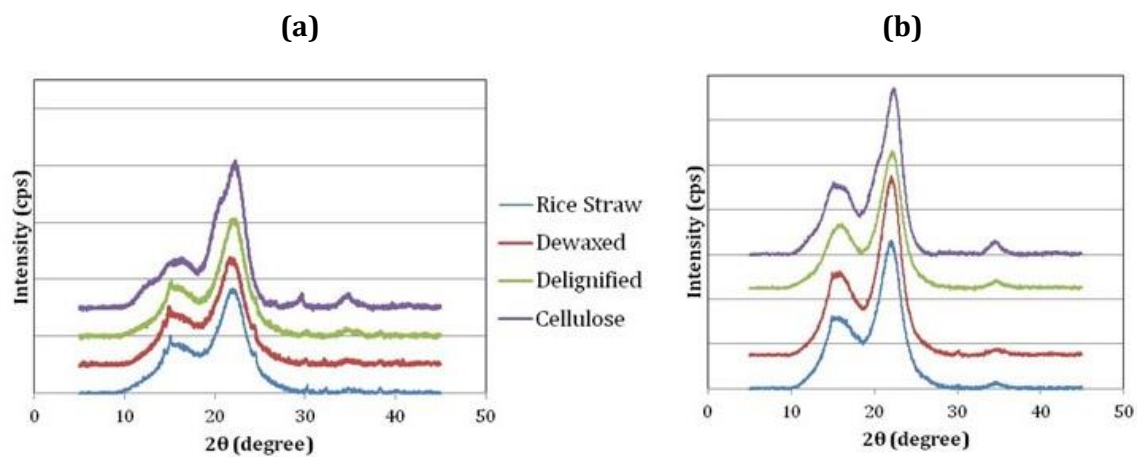 (a)
(b)
Intensity (cps)
0 10 20 30 40 50
2θ (degree)
Rice Straw
Dewaxed
Delignified
Cellulose
Intensity (cps)
0 10 20 30 40 50
2θ (degree)